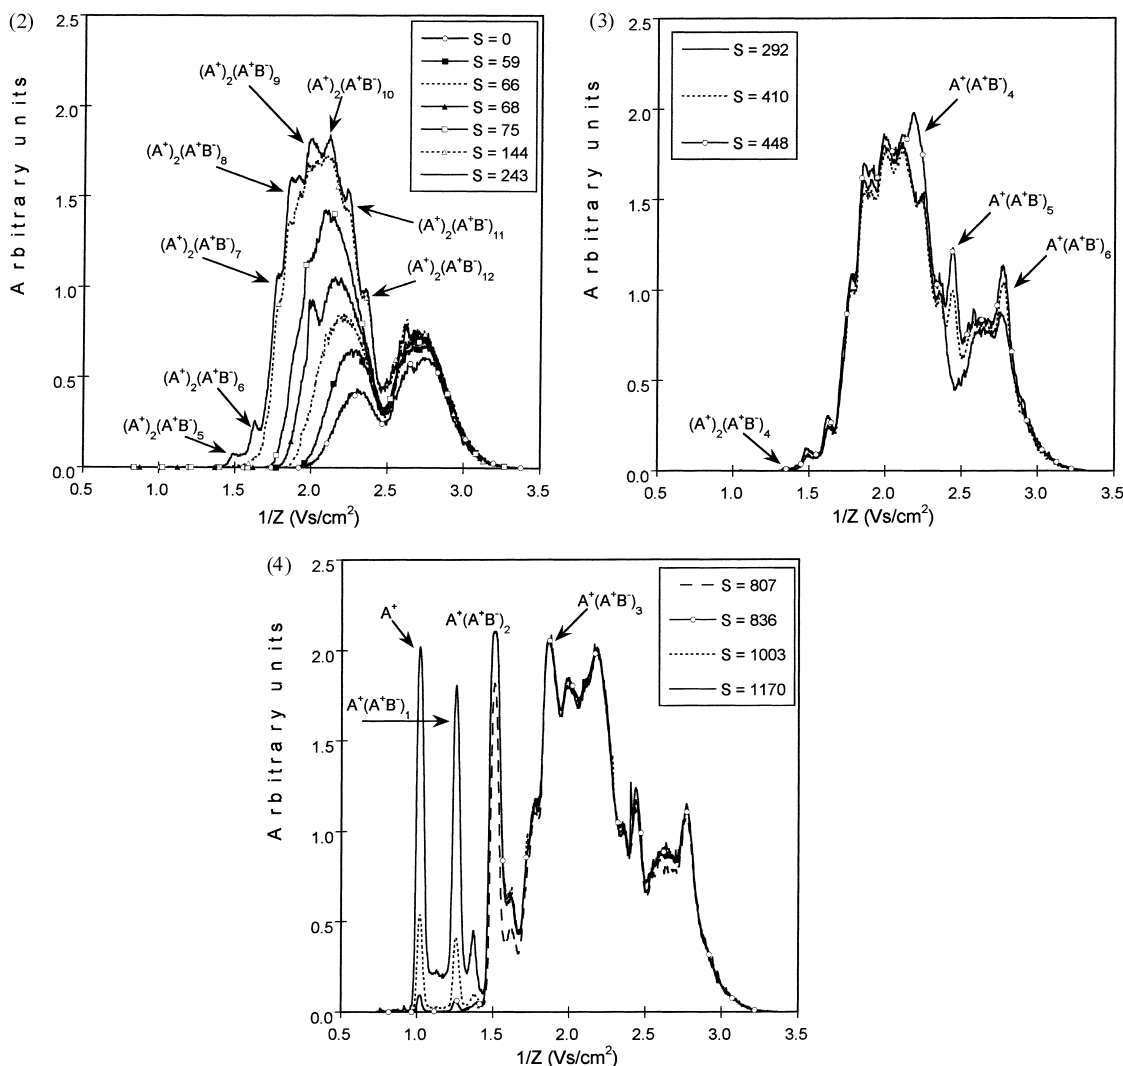 (2)
2.5
2.0
1.5
1.0
0.5
0.0
Arbitrary units
(A⁺)₂(A⁺B⁻)₉
(A⁺)₂(A⁺B⁻)₁₀
(A⁺)₂(A⁺B⁻)₈
(A⁺)₂(A⁺B⁻)₁₁
(A⁺)₂(A⁺B⁻)₇
(A⁺)₂(A⁺B⁻)₁₂
(A⁺)₂(A⁺B⁻)₆
(A⁺)₂(A⁺B⁻)₅
S = 0
S = 59
S = 66
S = 68
S = 75
S = 144
S = 243
0.5 1.0 1.5 2.0 2.5 3.0 3.5
1/Z (Vs/cm²)
(3)
2.5
2.0
1.5
1.0
0.5
0.0
Arbitrary units
S = 292
S = 410
S = 448
A⁺(A⁺B⁻)₄
A⁺(A⁺B⁻)₅
A⁺(A⁺B⁻)₆
(A⁺)₂(A⁺B⁻)₄
0.5 1.0 1.5 2.0 2.5 3.0 3.5
1/Z (Vs/cm²)
(4)
2.5
2.0
1.5
1.0
0.5
0.0
Arbitrary units
A⁺
A⁺(A⁺B⁻)₂
A⁺(A⁺B⁻)₃
A⁺(A⁺B⁻)₁
S = 807
S = 836
S = 1003
S = 1170
0.5 1.0 1.5 2.0 2.5 3.0 3.5
1/Z (Vs/cm²)